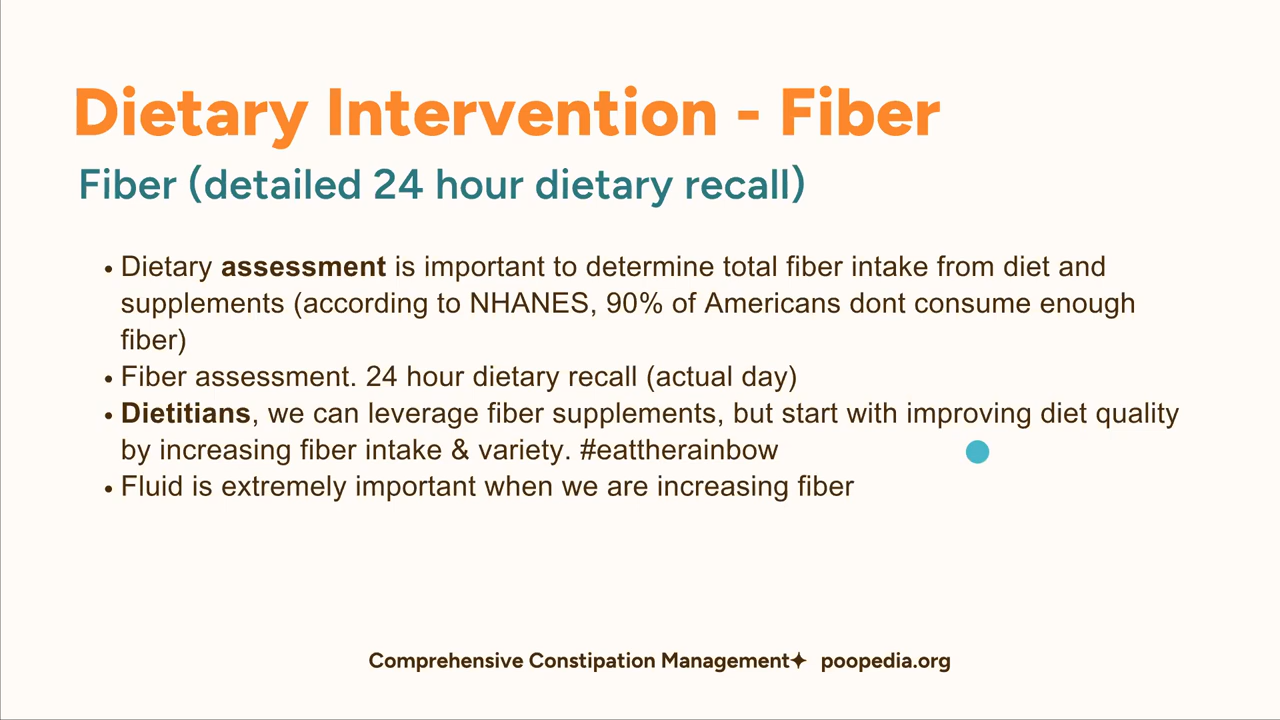 Dietary Intervention - Fiber
Fiber (detailed 24 hour dietary recall)
• Dietary assessment is important to determine total fiber intake from diet and
supplements (according to NHANES, 90% of Americans dont consume enough
fiber)
• Fiber assessment. 24 hour dietary recall (actual day)
• Dietitians, we can leverage fiber supplements, but start with improving diet quality
by increasing fiber intake & variety. #eattherainbow
• Fluid is extremely important when we are increasing fiber
Comprehensive Constipation Management✦ poopedia.org